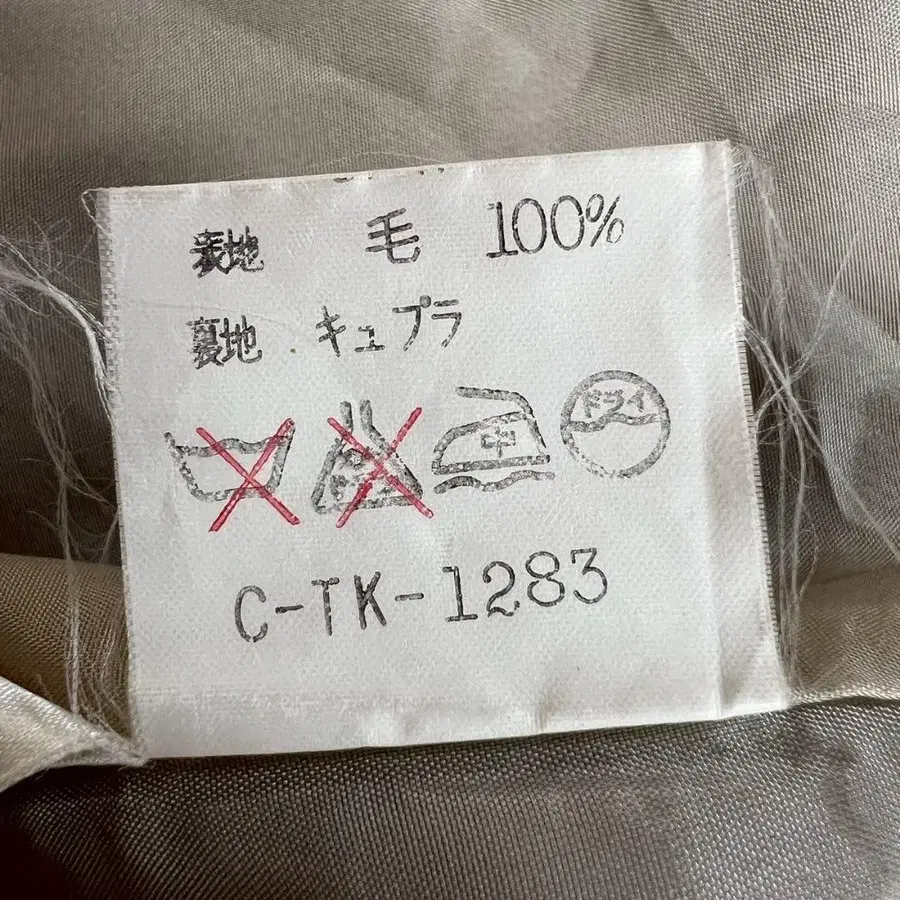 表地 毛 100%
裏地 キュプラ
中 ドライ
C-TK-1283